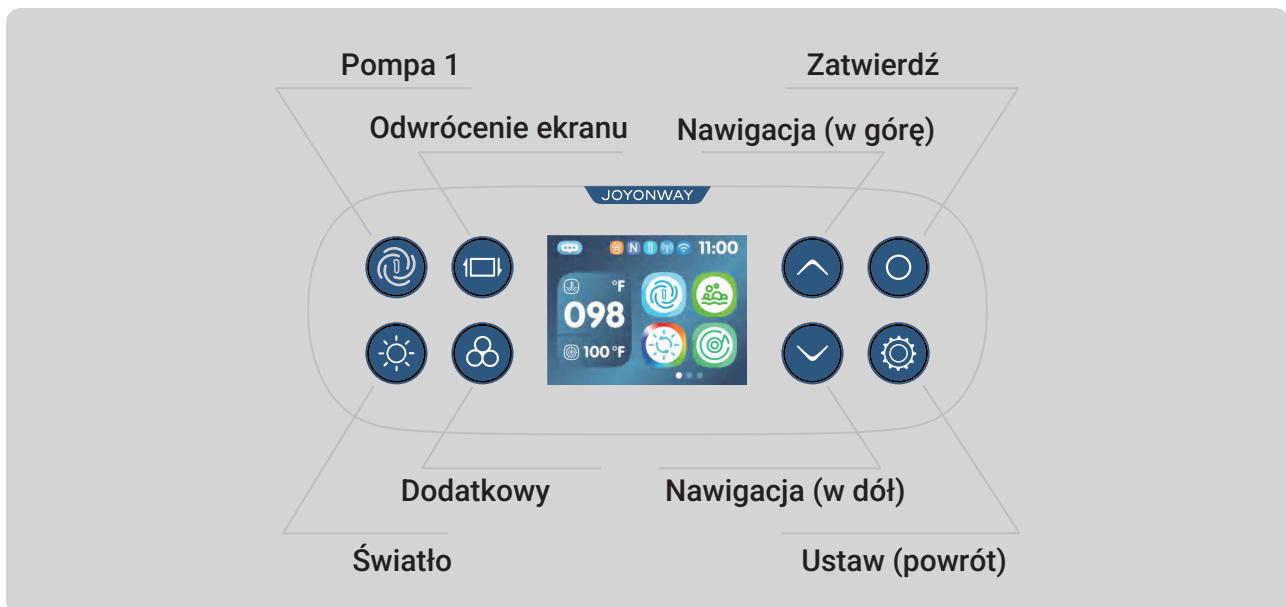 Pompa 1
Zatwierdź
Odwrócenie ekranu
Nawigacja (w górę)
JOYONWAY
N 11:00
°F
098
100 °F
Dodatkowy
Nawigacja (w dół)
Światło
Ustaw (powrót)